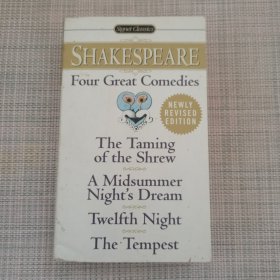 Signet Classics
SHAKESPEARE
Four Great Comedies
NEWLY
REVISED
EDITION
The Taming
of the Shrew
A Midsummer
Night's Dream
Twelfth Night
The Tempest